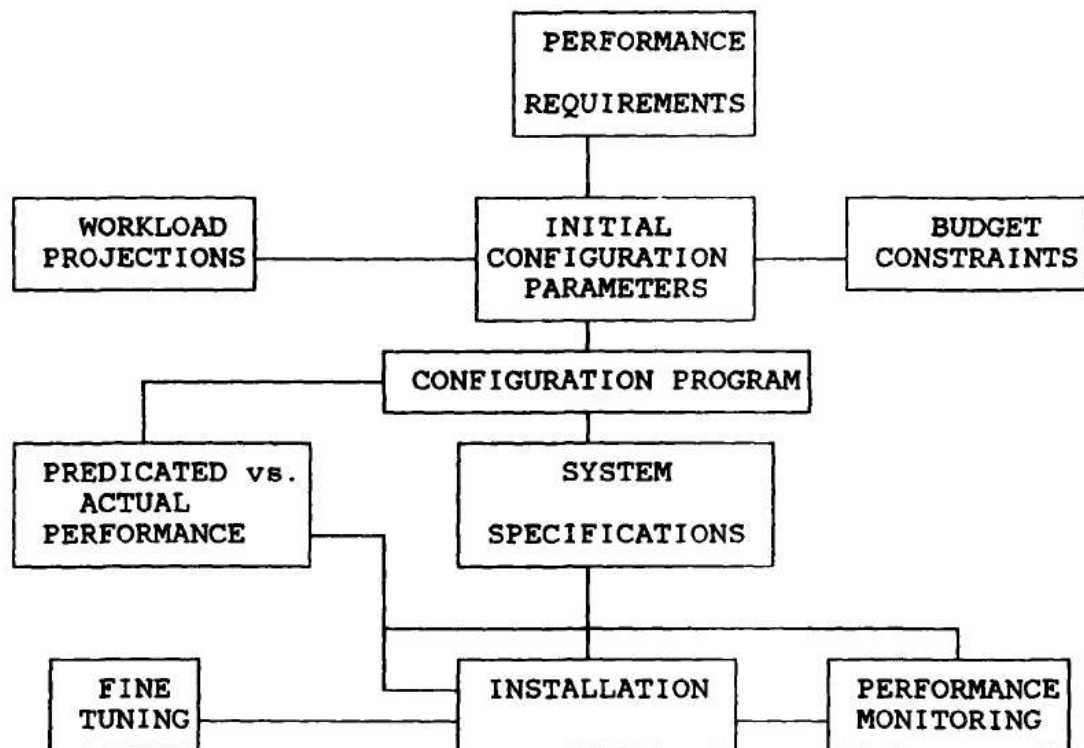 PERFORMANCE
REQUIREMENTS
WORKLOAD
PROJECTIONS
INITIAL
CONFIGURATION
PARAMETERS
BUDGET
CONSTRAINTS
CONFIGURATION PROGRAM
PREDICATED vs.
ACTUAL
PERFORMANCE
SYSTEM
SPECIFICATIONS
FINE
TUNING
INSTALLATION
PERFORMANCE
MONITORING